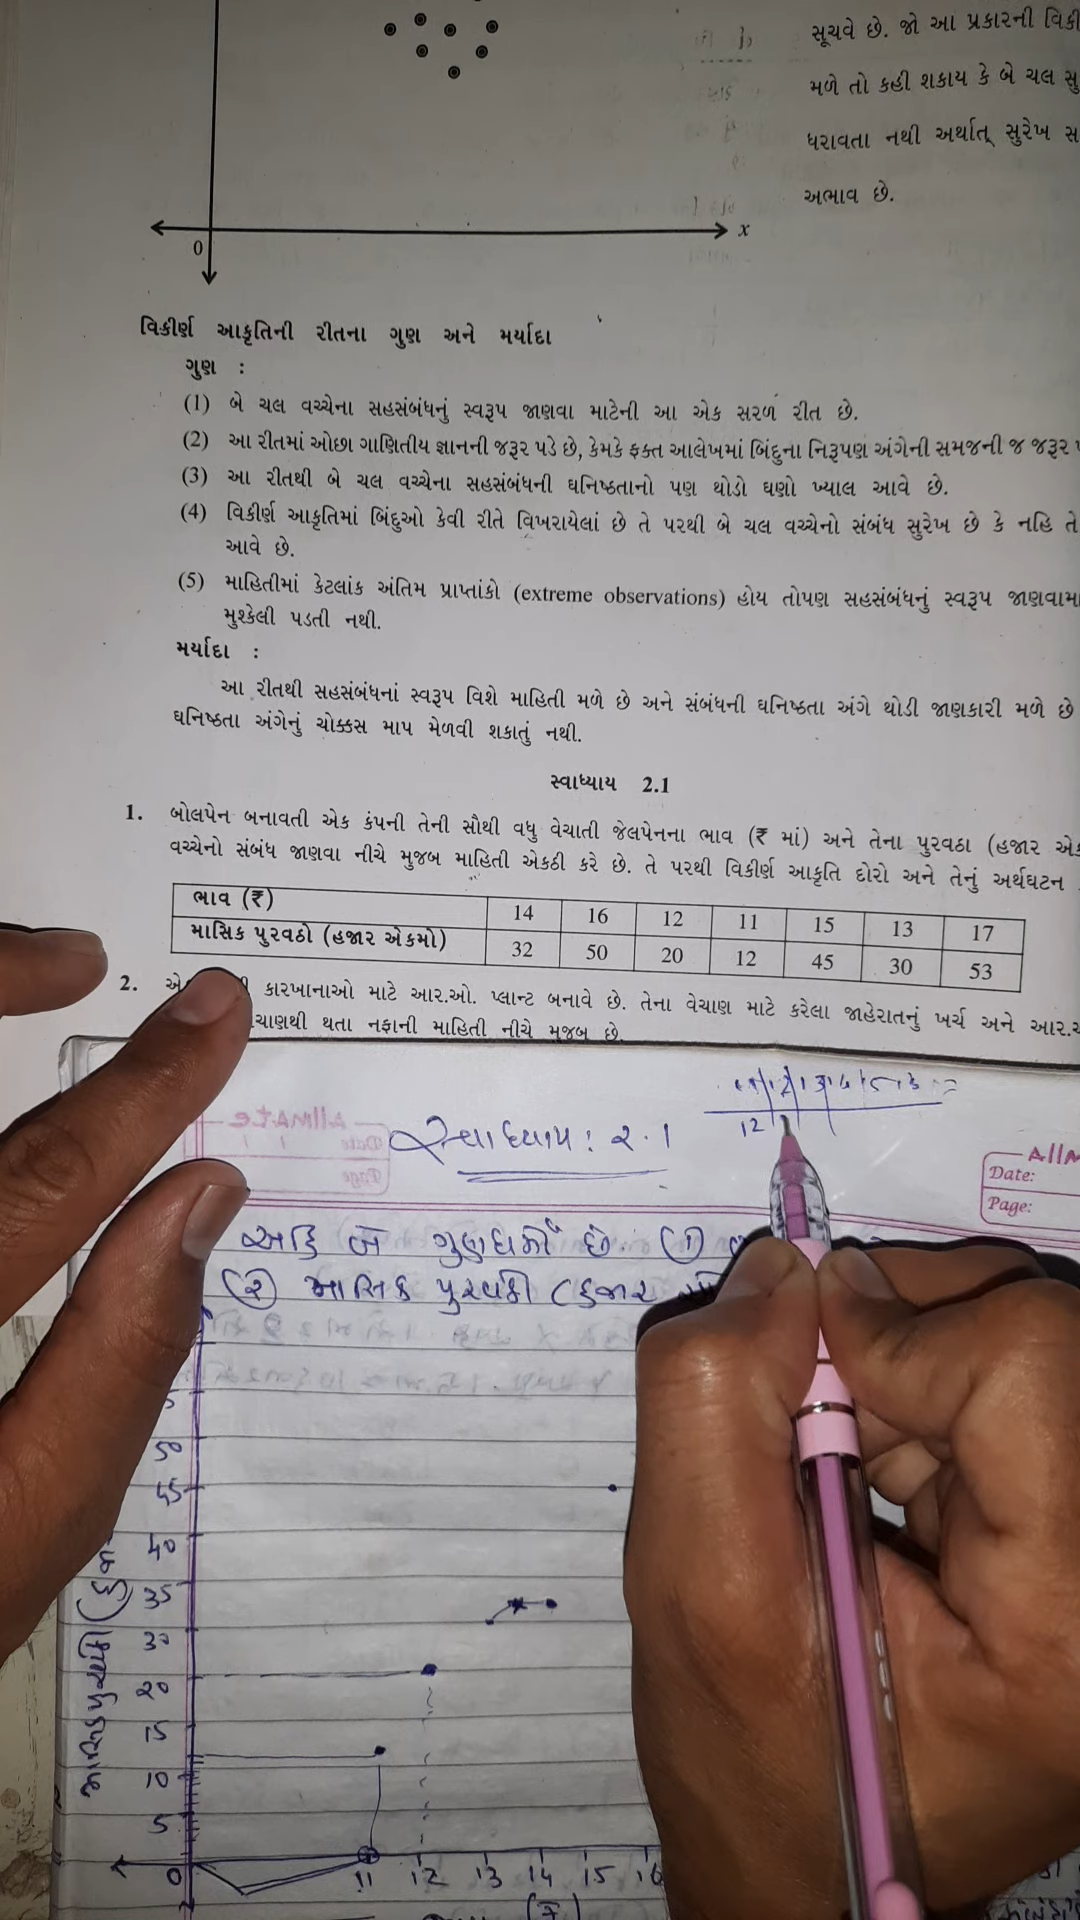 સૂચવે છે. જો આ પ્રકારની
મળે તો કહી શકાય કે બે ચલ
ધરાવતા નથી અર્થાત્ સુરેખ
અભાવ છે.
x
0
વિકીર્ણ આકૃતિની રીતના ગુણ અને મર્યાદા
ગુણ :
(1) બે ચલ વચ્ચેના સહસંબંધનું સ્વરૂપ જાણવા માટેની આ એક સરળ રીત છે.
(2) આ રીતમાં ઓછા ગાણિતીય જ્ઞાનની જરૂર પડે છે, કેમકે ફક્ત આલેખમાં બિંદુના નિરૂપણ અંગેની સમજની જ જરૂર
(3) આ રીતથી બે ચલ વચ્ચેના સહસંબંધની ઘનિષ્ઠતાનો પણ થોડો ઘણો ખ્યાલ આવે છે.
(4) વિકીર્ણ આકૃતિમાં બિંદુઓ કેવી રીતે વિખરાયેલાં છે તે પરથી બે ચલ વચ્ચેનો સંબંધ સુરેખ છે કે નહિ તે
આવે છે.
(5) માહિતીમાં કેટલાંક અંતિમ પ્રાપ્તાંકો (extreme observations) હોય તોપણ સહસંબંધનું સ્વરૂપ
મુશ્કેલી પડતી નથી.
મર્યાદા :
આ રીતથી સહસંબંધનાં સ્વરૂપ વિશે માહિતી મળે છે અને સંબંધની ઘનિષ્ઠતા અંગે થોડી જાણકારી મળે છે
ઘનિષ્ઠતા અંગેનું ચોક્કસ માપ મેળવી શકાતું નથી.
સ્વાધ્યાય 2.1
1. બોલપેન બનાવતી એક કંપની તેની સૌથી વધુ વેચાતી જેલપેનના ભાવ (₹ માં) અને તેના પુરવઠા (હજાર
વચ્ચેનો સંબંધ જાણવા નીચે મુજબ માહિતી એકઠી કરે છે. તે પરથી વિકીર્ણ આકૃતિ દોરો અને તેનું અર્થઘટન
ભાવ (₹) 14 16 12 11 15 13 17
માસિક પુરવઠો (હજાર એકમો) 32 50 20 12 45 30 53
2. કારખાનાઓ માટે આર.ઓ. પ્લાન્ટ બનાવે છે. તેના વેચાણ માટે કરેલા જાહેરાતનું ખર્ચ અને
થતા નફાની માહિતી નીચે મુજબ છે.
12
સ્વાધ્યાય : ૨.1
Date:
Page:
બે ગુણધર્મો છે. (1)
(૨) માસિક પુરવઠો (હજાર
50
45
40
35
30
20
15
10
5
0 11 12 13 14 15 16
(₹)
માસિક પુરવઠો